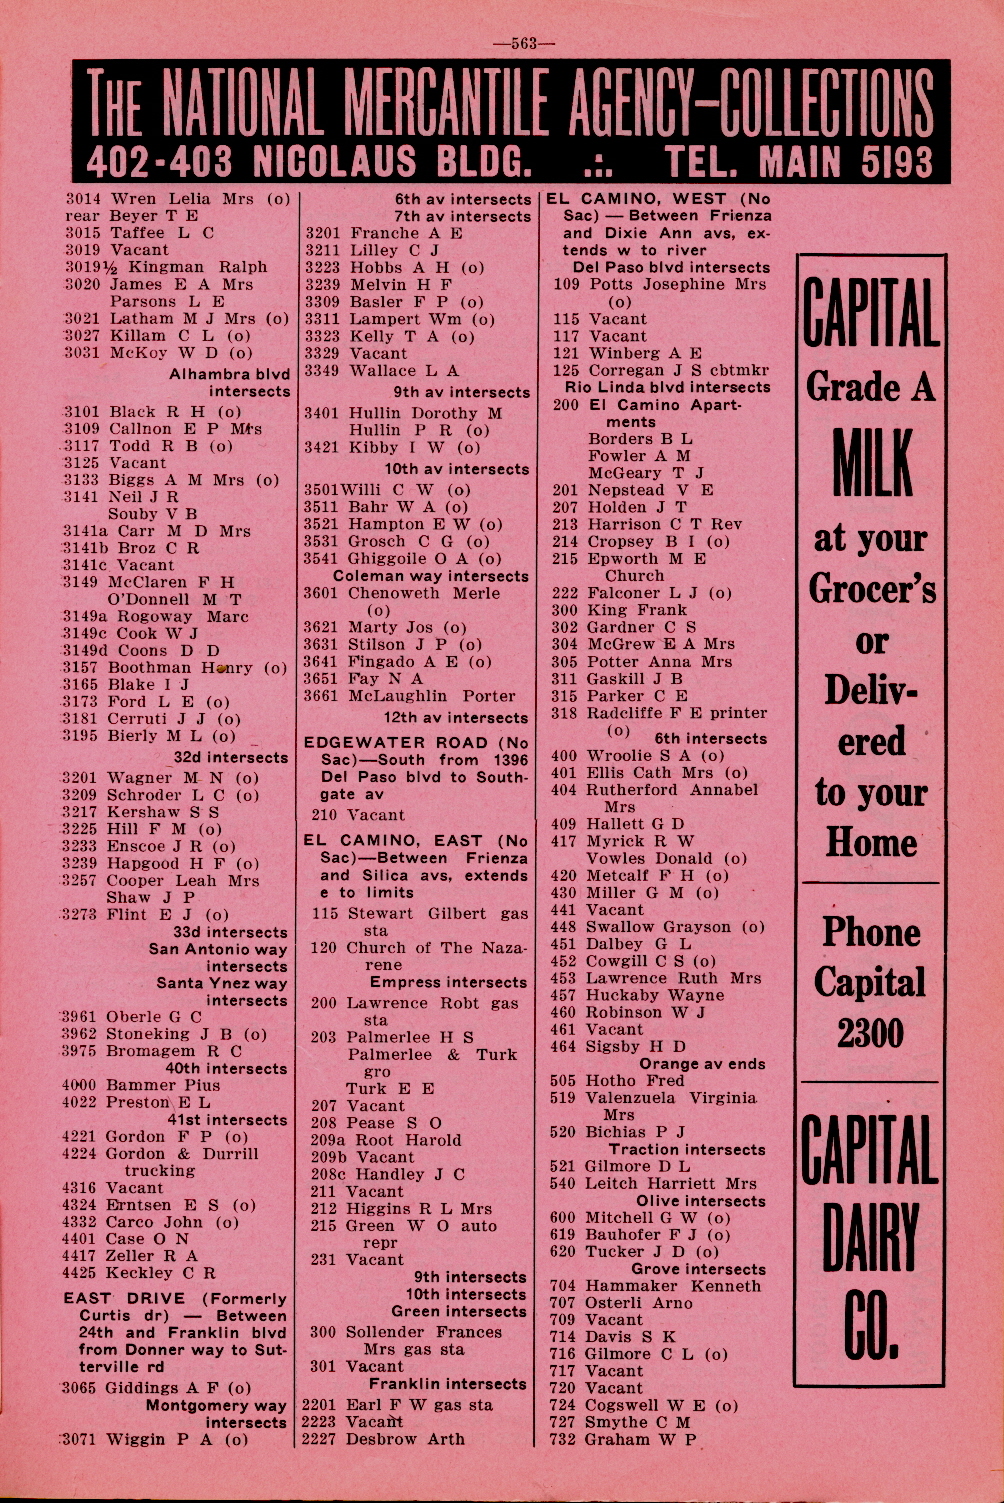 —563—
THE NATIONAL MERCANTILE AGENCY-COLLECTIONS
402-403 NICOLAUS BLDG. .:. TEL. MAIN 5193
3014 Wren Lelia Mrs (o)
rear Beyer T E
3015 Taffee L C
3019 Vacant
3019½ Kingman Ralph
3020 James E A Mrs
Parsons L E
3021 Latham M J Mrs (o)
3027 Killam C L (o)
3031 McKoy W D (o)
Alhambra blvd
intersects
3101 Black R H (o)
3109 Callnon E P Mrs
3117 Todd R B (o)
3125 Vacant
3133 Biggs A M Mrs (o)
3141 Neil J R
Souby V B
3141a Carr M D Mrs
3141b Broz C R
3141c Vacant
3149 McClaren F H
O'Donnell M T
3149a Rogoway Marc
3149c Cook W J
3149d Coons D D
3157 Boothman Henry (o)
3165 Blake I J
3173 Ford L E (o)
3181 Cerruti J J (o)
3195 Bierly M L (o)
32d intersects
3201 Wagner M N (o)
3209 Schroder L C (o)
3217 Kershaw S S
3225 Hill F M (o)
3233 Enscoe J R (o)
3239 Hapgood H F (o)
3257 Cooper Leah Mrs
Shaw J P
3273 Flint E J (o)
33d intersects
San Antonio way
intersects
Santa Ynez way
intersects
3961 Oberle G C
3962 Stoneking J B (o)
3975 Bromagem R C
40th intersects
4000 Bammer Pius
4022 Preston E L
41st intersects
4221 Gordon F P (o)
4224 Gordon & Durrill
trucking
4316 Vacant
4324 Erntsen E S (o)
4332 Carco John (o)
4401 Case O N
4417 Zeller R A
4425 Keckley C R
EAST DRIVE (Formerly
Curtis dr) — Between
24th and Franklin blvd
from Donner way to Sut-
terville rd
3065 Giddings A F (o)
Montgomery way
intersects
3071 Wiggin P A (o)
6th av intersects
7th av intersects
3201 Franche A E
3211 Lilley C J
3223 Hobbs A H (o)
3239 Melvin H F
3309 Basler F P (o)
3311 Lampert Wm (o)
3323 Kelly T A (o)
3329 Vacant
3349 Wallace L A
9th av intersects
3401 Hullin Dorothy M
Hullin P R (o)
3421 Kibby I W (o)
10th av intersects
3501Willi C W (o)
3511 Bahr W A (o)
3521 Hampton E W (o)
3531 Grosch C G (o)
3541 Ghiggoile O A (o)
Coleman way intersects
3601 Chenoweth Merle
(o)
3621 Marty Jos (o)
3631 Stilson J P (o)
3641 Fingado A E (o)
3651 Fay N A
3661 McLaughlin Porter
12th av intersects
EDGEWATER ROAD (No
Sac)—South from 1396
Del Paso blvd to South-
gate av
210 Vacant
EL CAMINO, EAST (No
Sac)—Between Frienza
and Silica avs, extends
e to limits
115 Stewart Gilbert gas
sta
120 Church of The Naza-
rene
Empress intersects
200 Lawrence Robt gas
sta
203 Palmerlee H S
Palmerlee & Turk
gro
Turk E E
207 Vacant
208 Pease S O
209a Root Harold
209b Vacant
208c Handley J C
211 Vacant
212 Higgins R L Mrs
215 Green W O auto
repr
231 Vacant
9th intersects
10th intersects
Green intersects
300 Sollender Frances
Mrs gas sta
301 Vacant
Franklin intersects
2201 Earl F W gas sta
2223 Vacant
2227 Desbrow Arth
EL CAMINO, WEST (No
Sac) — Between Frienza
and Dixie Ann avs, ex-
tends w to river
Del Paso blvd intersects
109 Potts Josephine Mrs
(o)
115 Vacant
117 Vacant
121 Winberg A E
125 Corregan J S cbtmkr
Rio Linda blvd intersects
200 El Camino Apart-
ments
Borders B L
Fowler A M
McGeary T J
201 Nepstead V E
207 Holden J T
213 Harrison C T Rev
214 Cropsey B I (o)
215 Epworth M E
Church
222 Falconer L J (o)
300 King Frank
302 Gardner C S
304 McGrew E A Mrs
305 Potter Anna Mrs
311 Gaskill J B
315 Parker C E
318 Radcliffe F E printer
(o)
6th intersects
400 Wroolie S A (o)
401 Ellis Cath Mrs (o)
404 Rutherford Annabel
Mrs
409 Hallett G D
417 Myrick R W
Vowles Donald (o)
420 Metcalf F H (o)
430 Miller G M (o)
441 Vacant
448 Swallow Grayson (o)
451 Dalbey G L
452 Cowgill C S (o)
453 Lawrence Ruth Mrs
457 Huckaby Wayne
460 Robinson W J
461 Vacant
464 Sigsby H D
Orange av ends
505 Hotho Fred
519 Valenzuela Virginia
Mrs
520 Bichias P J
Traction intersects
521 Gilmore D L
540 Leitch Harriett Mrs
Olive intersects
600 Mitchell G W (o)
619 Bauhofer F J (o)
620 Tucker J D (o)
Grove intersects
704 Hammaker Kenneth
707 Osterli Arno
709 Vacant
714 Davis S K
716 Gilmore C L (o)
717 Vacant
720 Vacant
724 Cogswell W E (o)
727 Smythe C M
732 Graham W P
CAPITAL
Grade A
MILK
at your
Grocer's
or
Deliv-
ered
to your
Home
Phone
Capital
2300
CAPITAL
DAIRY
CO.